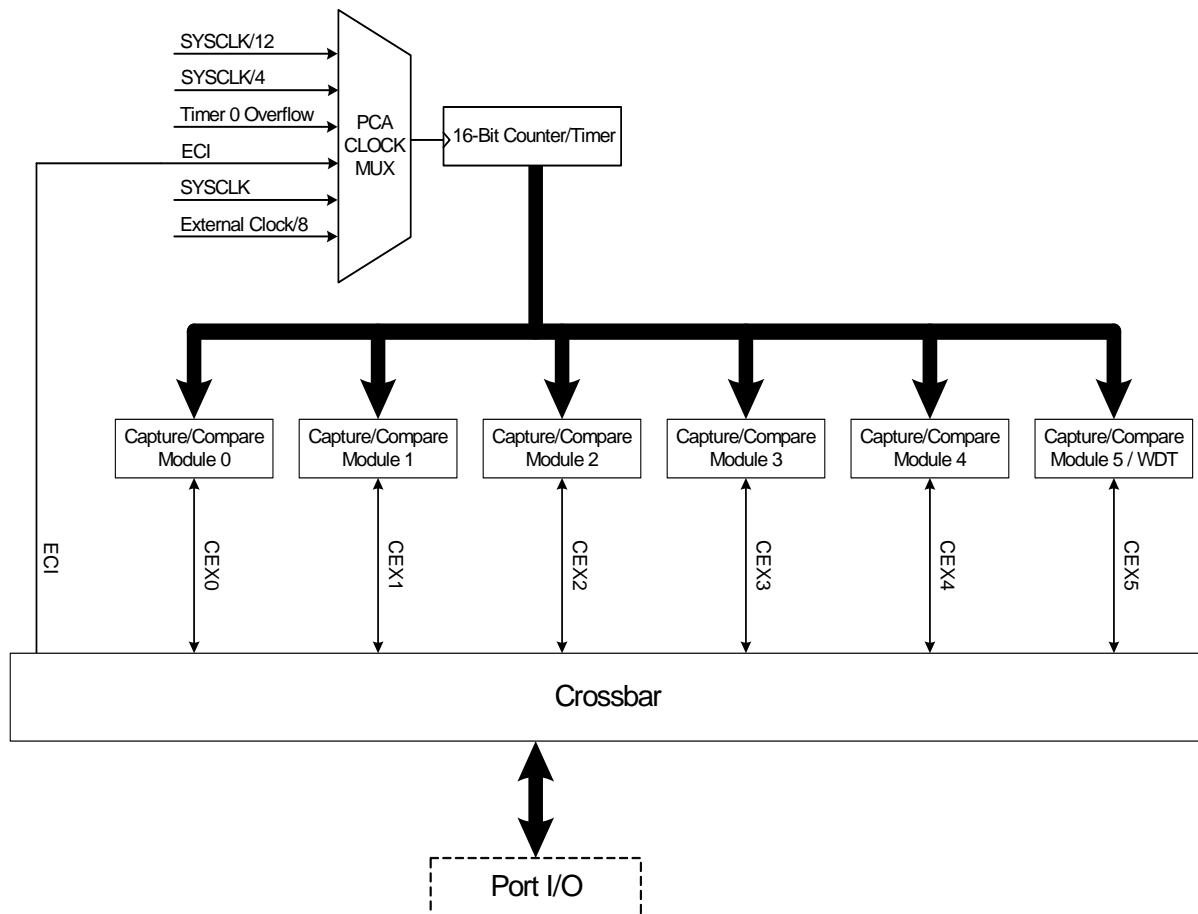 SYSCLK/12
SYSCLK/4
Timer 0 Overflow
ECI
SYSCLK
External Clock/8
PCA
CLOCK
MUX
16-Bit Counter/Timer
Capture/Compare
Module 0
Capture/Compare
Module 1
Capture/Compare
Module 2
Capture/Compare
Module 3
Capture/Compare
Module 4
Capture/Compare
Module 5 / WDT
ECI
CEX0
CEX1
CEX2
CEX3
CEX4
CEX5
Crossbar
Port I/O